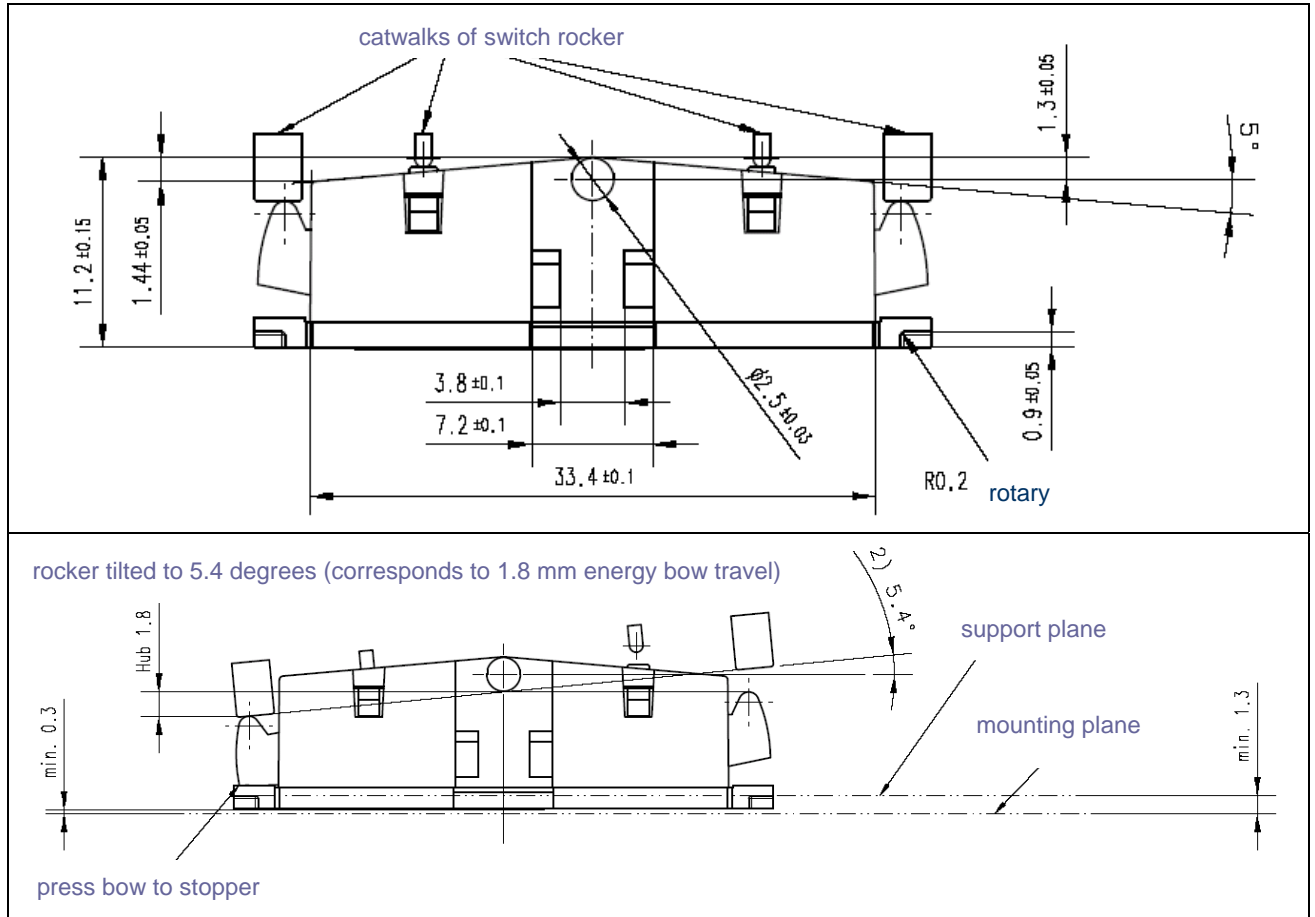 catwalks of switch rocker
1.3 ±0.05
5°
11.2 ±0.15
1.44 ±0.05
3.8 ±0.1
7.2 ±0.1
33.4 ±0.1
ø2.5 ±0.03
0.9 ±0.05
R0.2 rotary
rocker tilted to 5.4 degrees (corresponds to 1.8 mm energy bow travel)
2) 5.4°
Hub 1.8
support plane
min. 0.3
mounting plane
min. 1.3
press bow to stopper